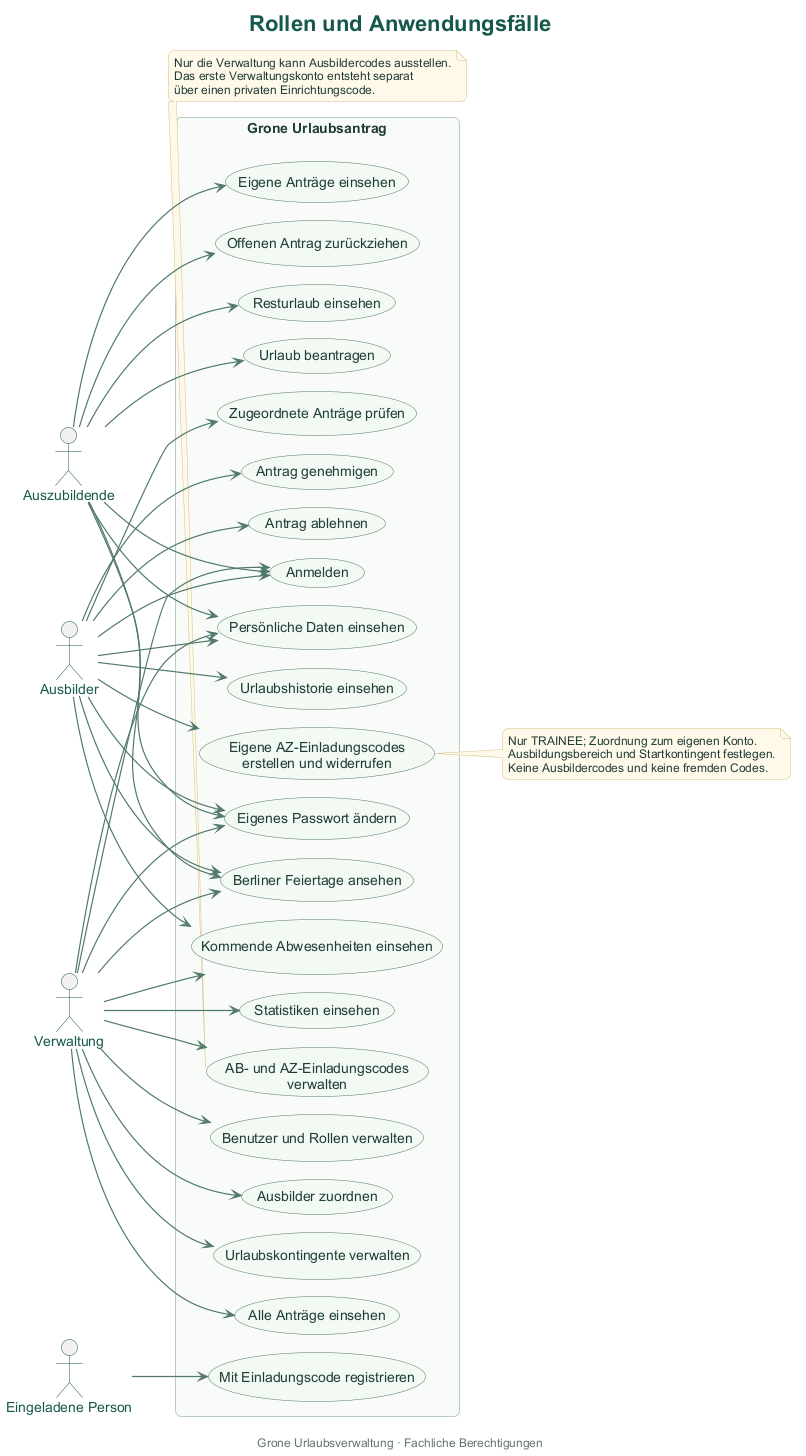 Rollen und Anwendungsfälle
Nur die Verwaltung kann Ausbildercodes ausstellen.
Das erste Verwaltungskonto entsteht separat
über einen privaten Einrichtungscode.
Grone Urlaubsantrag
Eigene Anträge einsehen
Offenen Antrag zurückziehen
Resturlaub einsehen
Urlaub beantragen
Zugeordnete Anträge prüfen
Antrag genehmigen
Auszubildende
Antrag ablehnen
Anmelden
Persönliche Daten einsehen
Ausbilder
Urlaubshistorie einsehen
Eigene AZ-Einladungscodes
erstellen und widerrufen
Nur TRAINEE; Zuordnung zum eigenen Konto.
Ausbildungsbereich und Startkontingent festlegen.
Keine Ausbildercodes und keine fremden Codes.
Eigenes Passwort ändern
Berliner Feiertage ansehen
Kommende Abwesenheiten einsehen
Statistiken einsehen
Verwaltung
AB- und AZ-Einladungscodes
verwalten
Benutzer und Rollen verwalten
Ausbilder zuordnen
Urlaubskontingente verwalten
Alle Anträge einsehen
Mit Einladungscode registrieren
Eingeladene Person
Grone Urlaubsverwaltung · Fachliche Berechtigungen